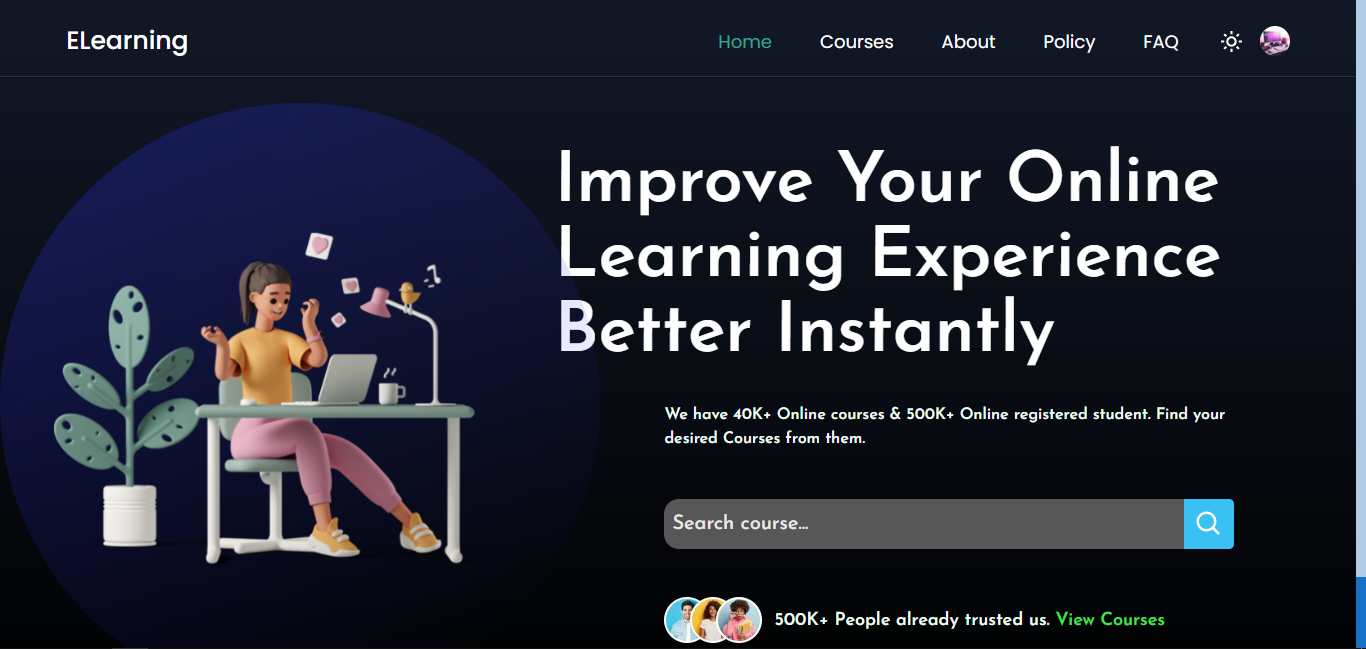 ELearning
Home
Courses
About
Policy
FAQ
Improve Your Online
Learning Experience
Better Instantly
We have 40K+ Online courses & 500K+ Online registered student. Find your
desired Courses from them.
Search course...
500K+ People already trusted us. View Courses